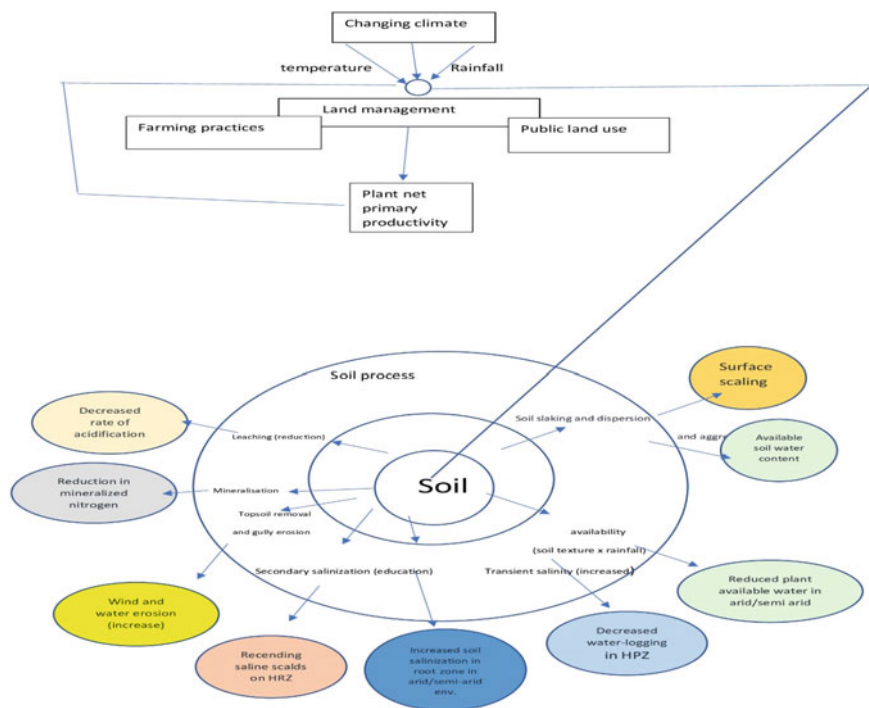 Changing climate
temperature
Rainfall
Land management
Farming practices
Public land use
Plant net
primary
productivity
Soil process
Surface
scaling
Soil slaking and dispersion
Decreased
rate of
acidification
Leaching (reduction)
and aggre
Available
soil water
content
Soil
Reduction in
mineralized
nitrogen
Mineralisation
Topsoil removal
and gully erosion
availability
(soil texture x rainfall)
Secondary salinization (education)
Transient salinity (increased)
Reduced plant
available water in
arid/semi arid
Wind and
water erosion
(increase)
Decreased
water-logging
in HPZ
Recending
saline scalds
on HRZ
Increased soil
salinization in
root zone in
arid/semi-arid
env.